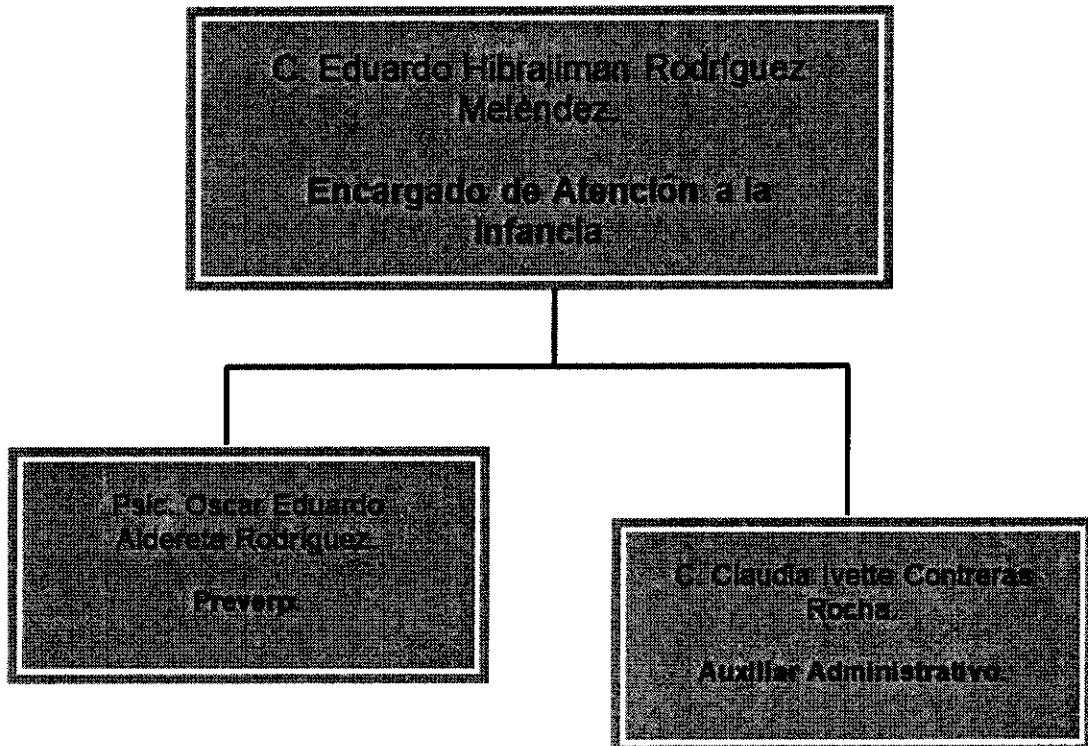 C. Eduardo Hibrajiman Rodríguez
Meléndez.
Encargado de Atención a la
Infancia.
Psic. Oscar Eduardo
Alderete Rodríguez.
Preverp.
C. Claudia Ivette Contreras
Rocha.
Auxiliar Administrativo.